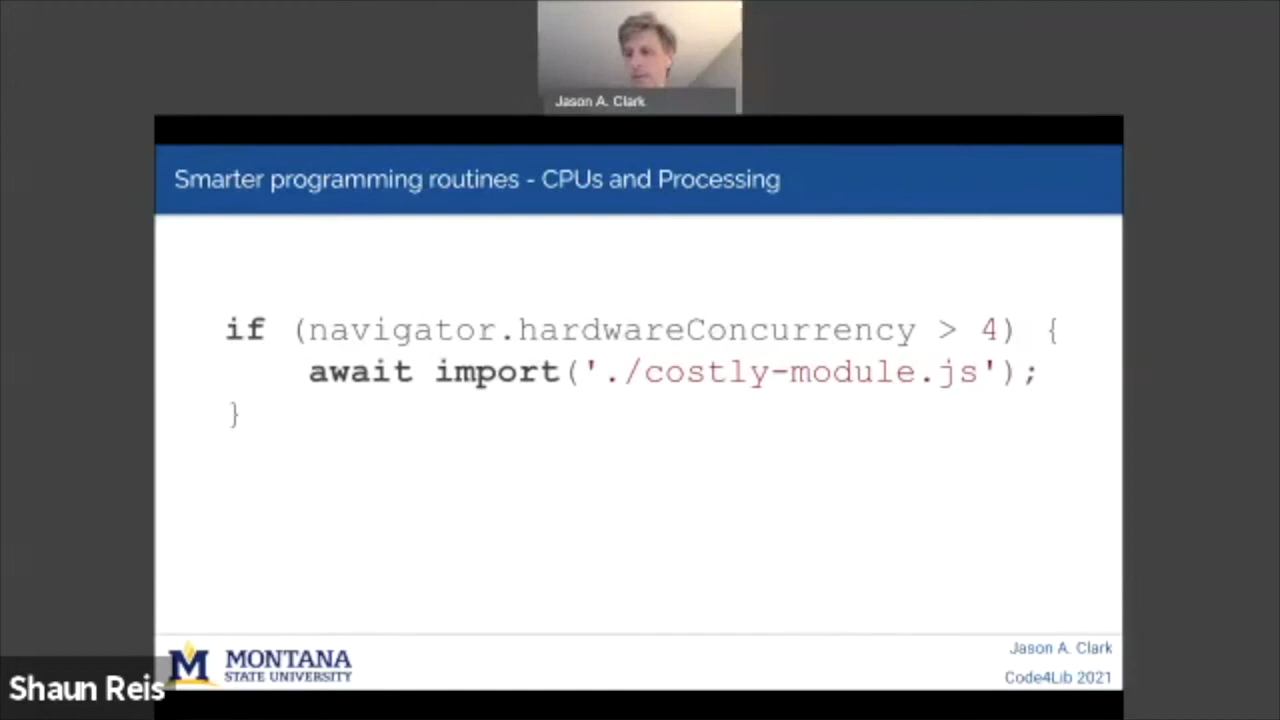 Jason A. Clark
Smarter programming routines - CPUs and Processing
if (navigator.hardwareConcurrency > 4) {
await import('./costly-module.js');
}
M MONTANA
STATE UNIVERSITY
Jason A. Clark
Code4Lib 2021
Shaun Reis